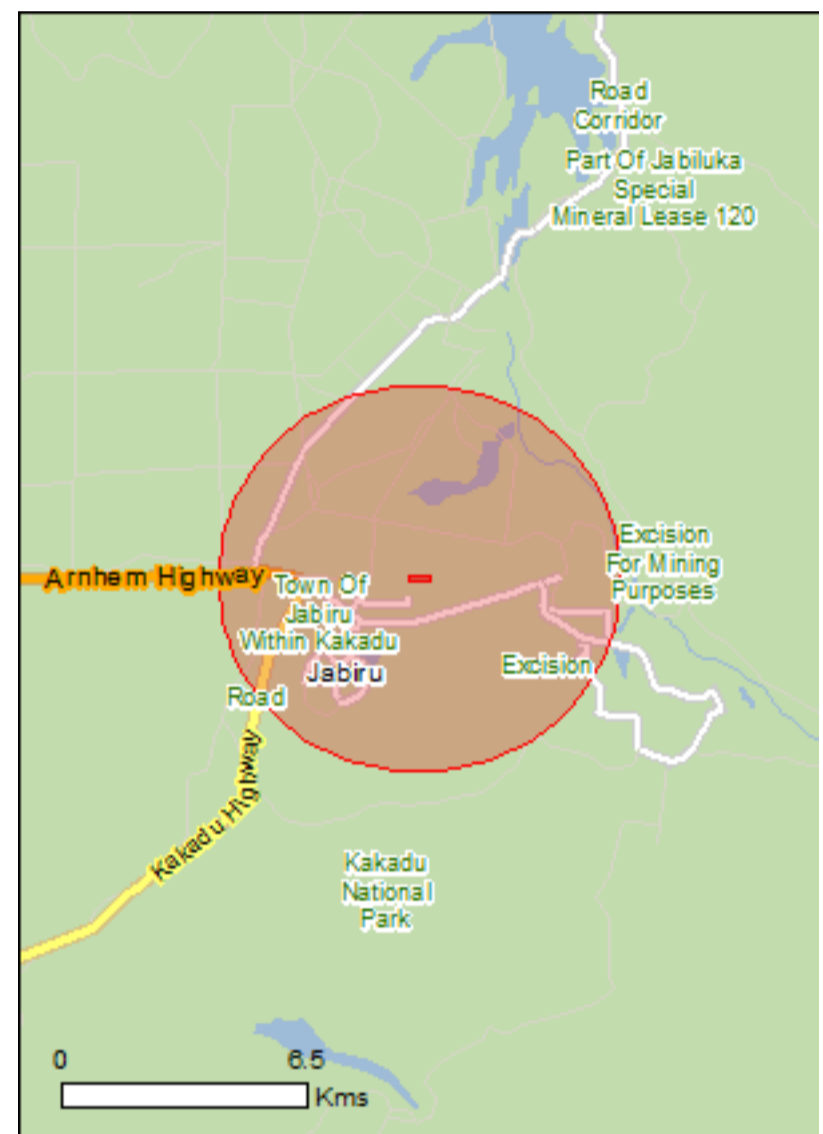 Road
Corridor
Part Of Jabiluka
Special
Mineral Lease 120
Excision
For Mining
Purposes
Arnhem Highway
Town Of
Jabiru
Within Kakadu
Jabiru
Excision
Road
Kakadu Highway
Kakadu
National
Park
0
6.5
Kms